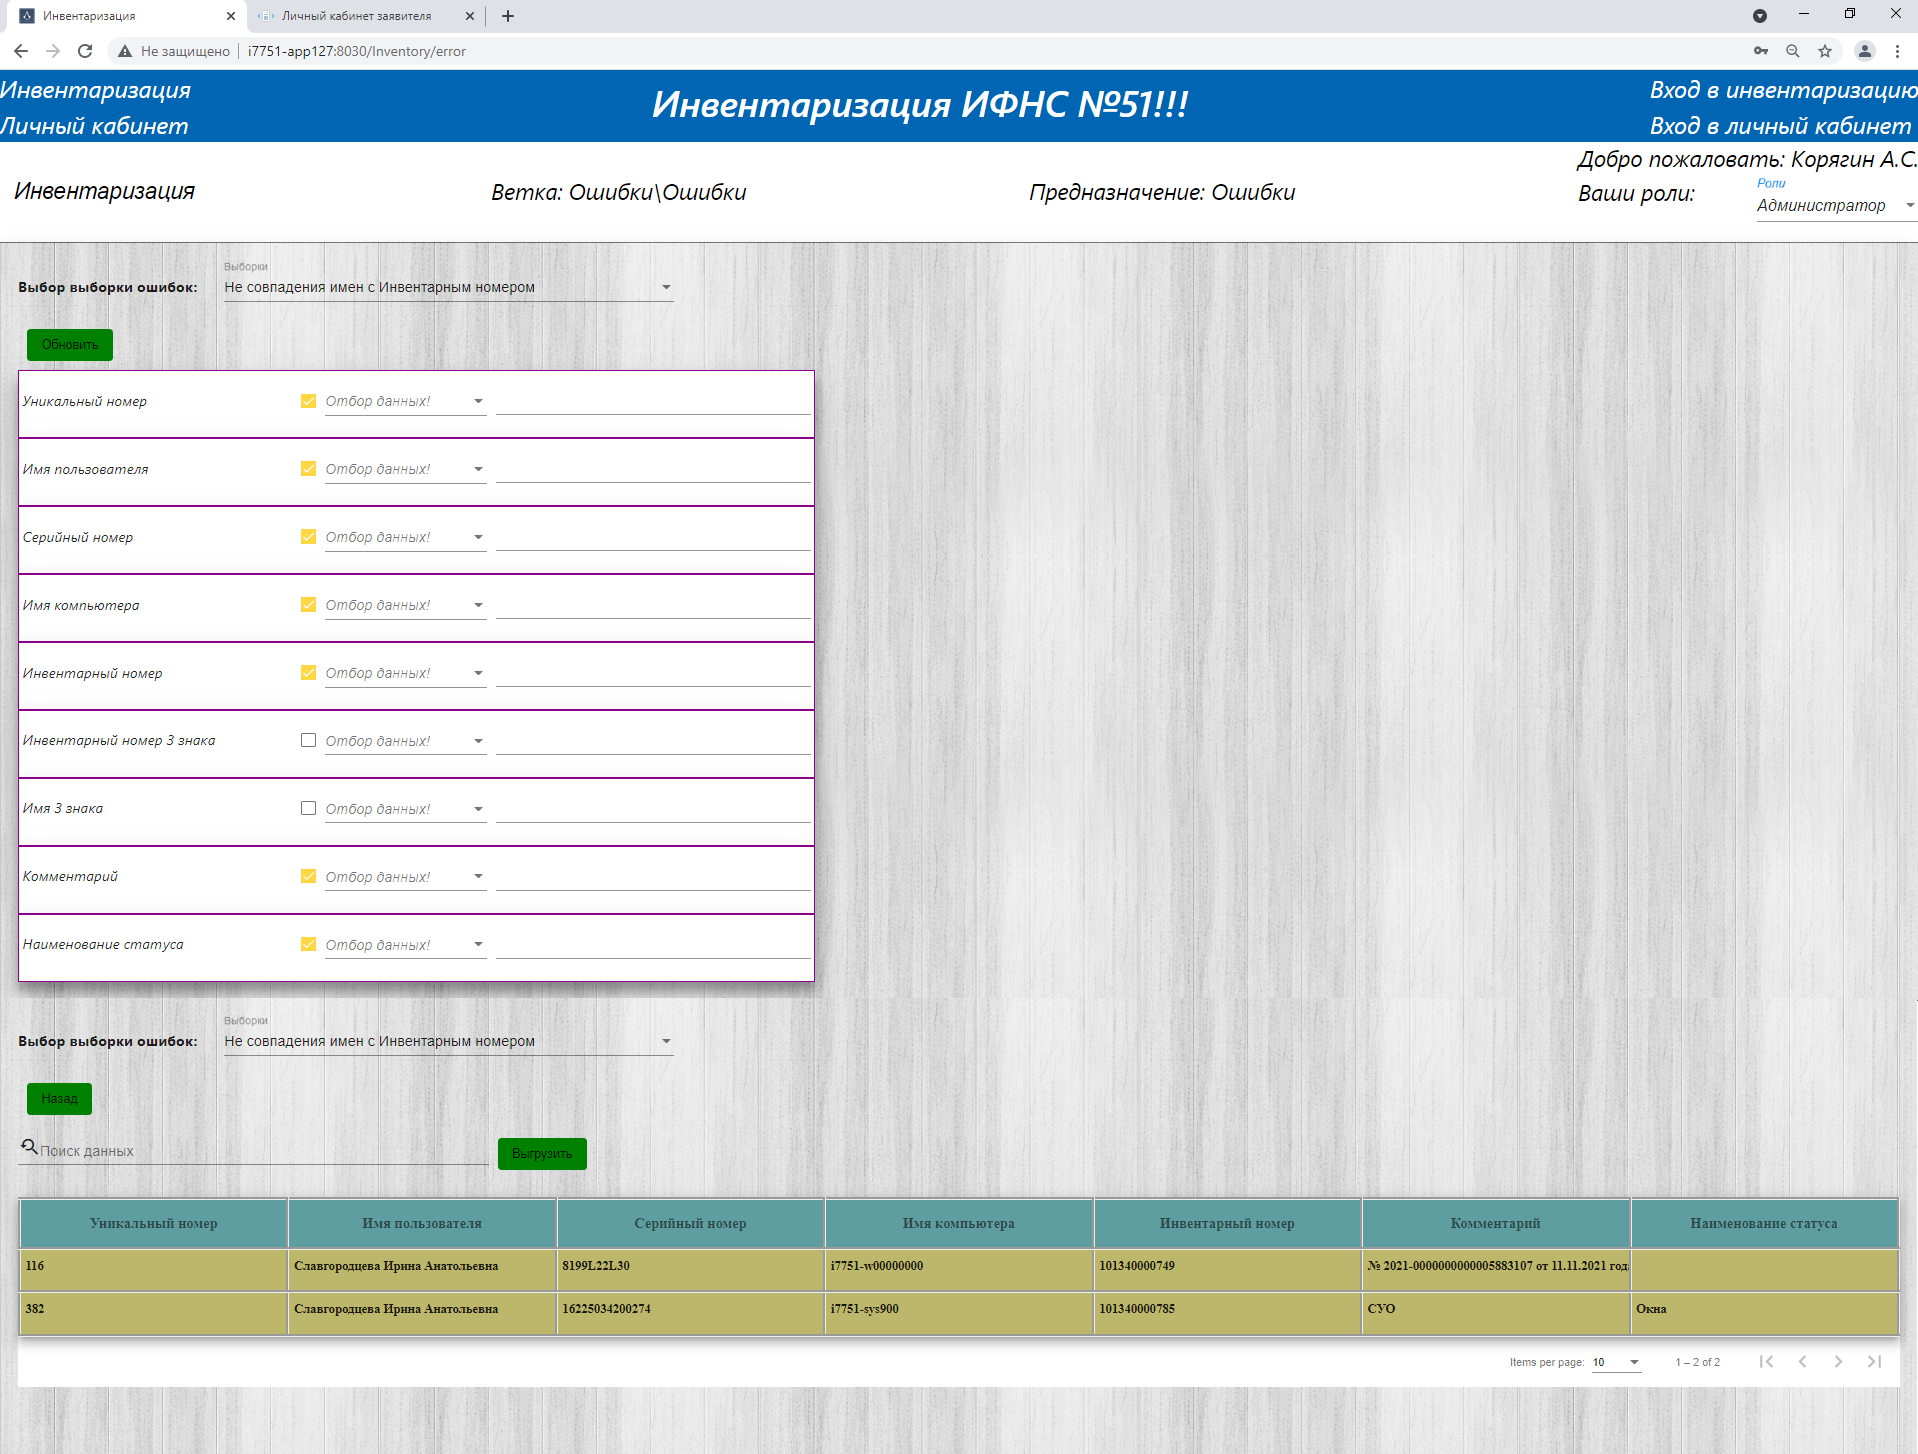 Инвентаризация
Личный кабинет заявителя
Не защищено
i7751-app127:8030/Inventory/error
Инвентаризация
Личный кабинет
Инвентаризация ИФНС №51!!!
Вход в инвентаризацию
Вход в личный кабинет
Добро пожаловать: Корягин А.С.
Инвентаризация
Ветка: Ошибки\Ошибки
Предназначение: Ошибки
Ваши роли:
Роли
Администратор
Выбор выборки ошибок:
Выборки
Не совпадения имен с Инвентарным номером
Обновить
Уникальный номер Отбор данных!
Имя пользователя Отбор данных!
Серийный номер Отбор данных!
Имя компьютера Отбор данных!
Инвентарный номер Отбор данных!
Инвентарный номер 3 знака Отбор данных!
Имя 3 знака Отбор данных!
Комментарий Отбор данных!
Наименование статуса Отбор данных!
Выбор выборки ошибок:
Выборки
Не совпадения имен с Инвентарным номером
Назад
Поиск данных
Выгрузить
Уникальный номер Имя пользователя Серийный номер Имя компьютера Инвентарный номер Комментарий Наименование статуса
116 Славгородцева Ирина Анатольевна 8199L22L30 i7751-w00000000 101340000749 № 2021-0000000000005883107 от 11.11.2021 год
382 Славгородцева Ирина Анатольевна 16225034200274 i7751-sys900 101340000785 СУО Окна
Items per page: 10 1 – 2 of 2